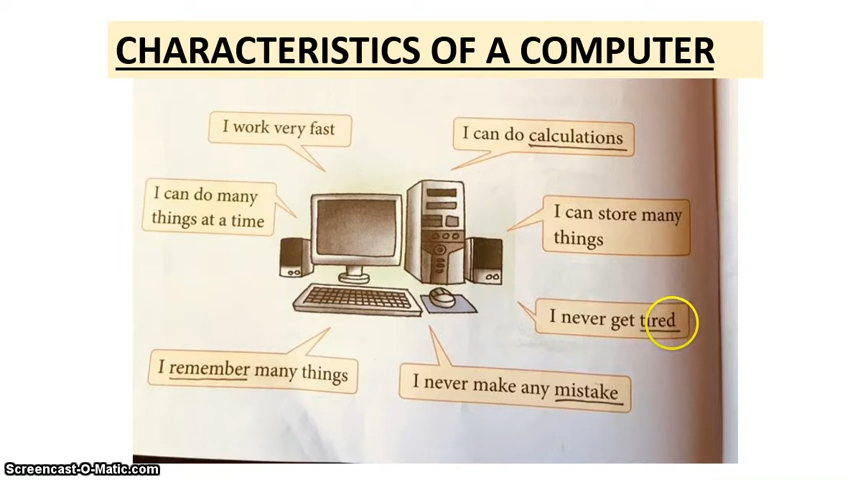 CHARACTERISTICS OF A COMPUTER
I work very fast
I can do calculations
I can do many
things at a time
I can store many
things
I never get tired
I remember many things
I never make any mistake
Screencast-O-Matic.com